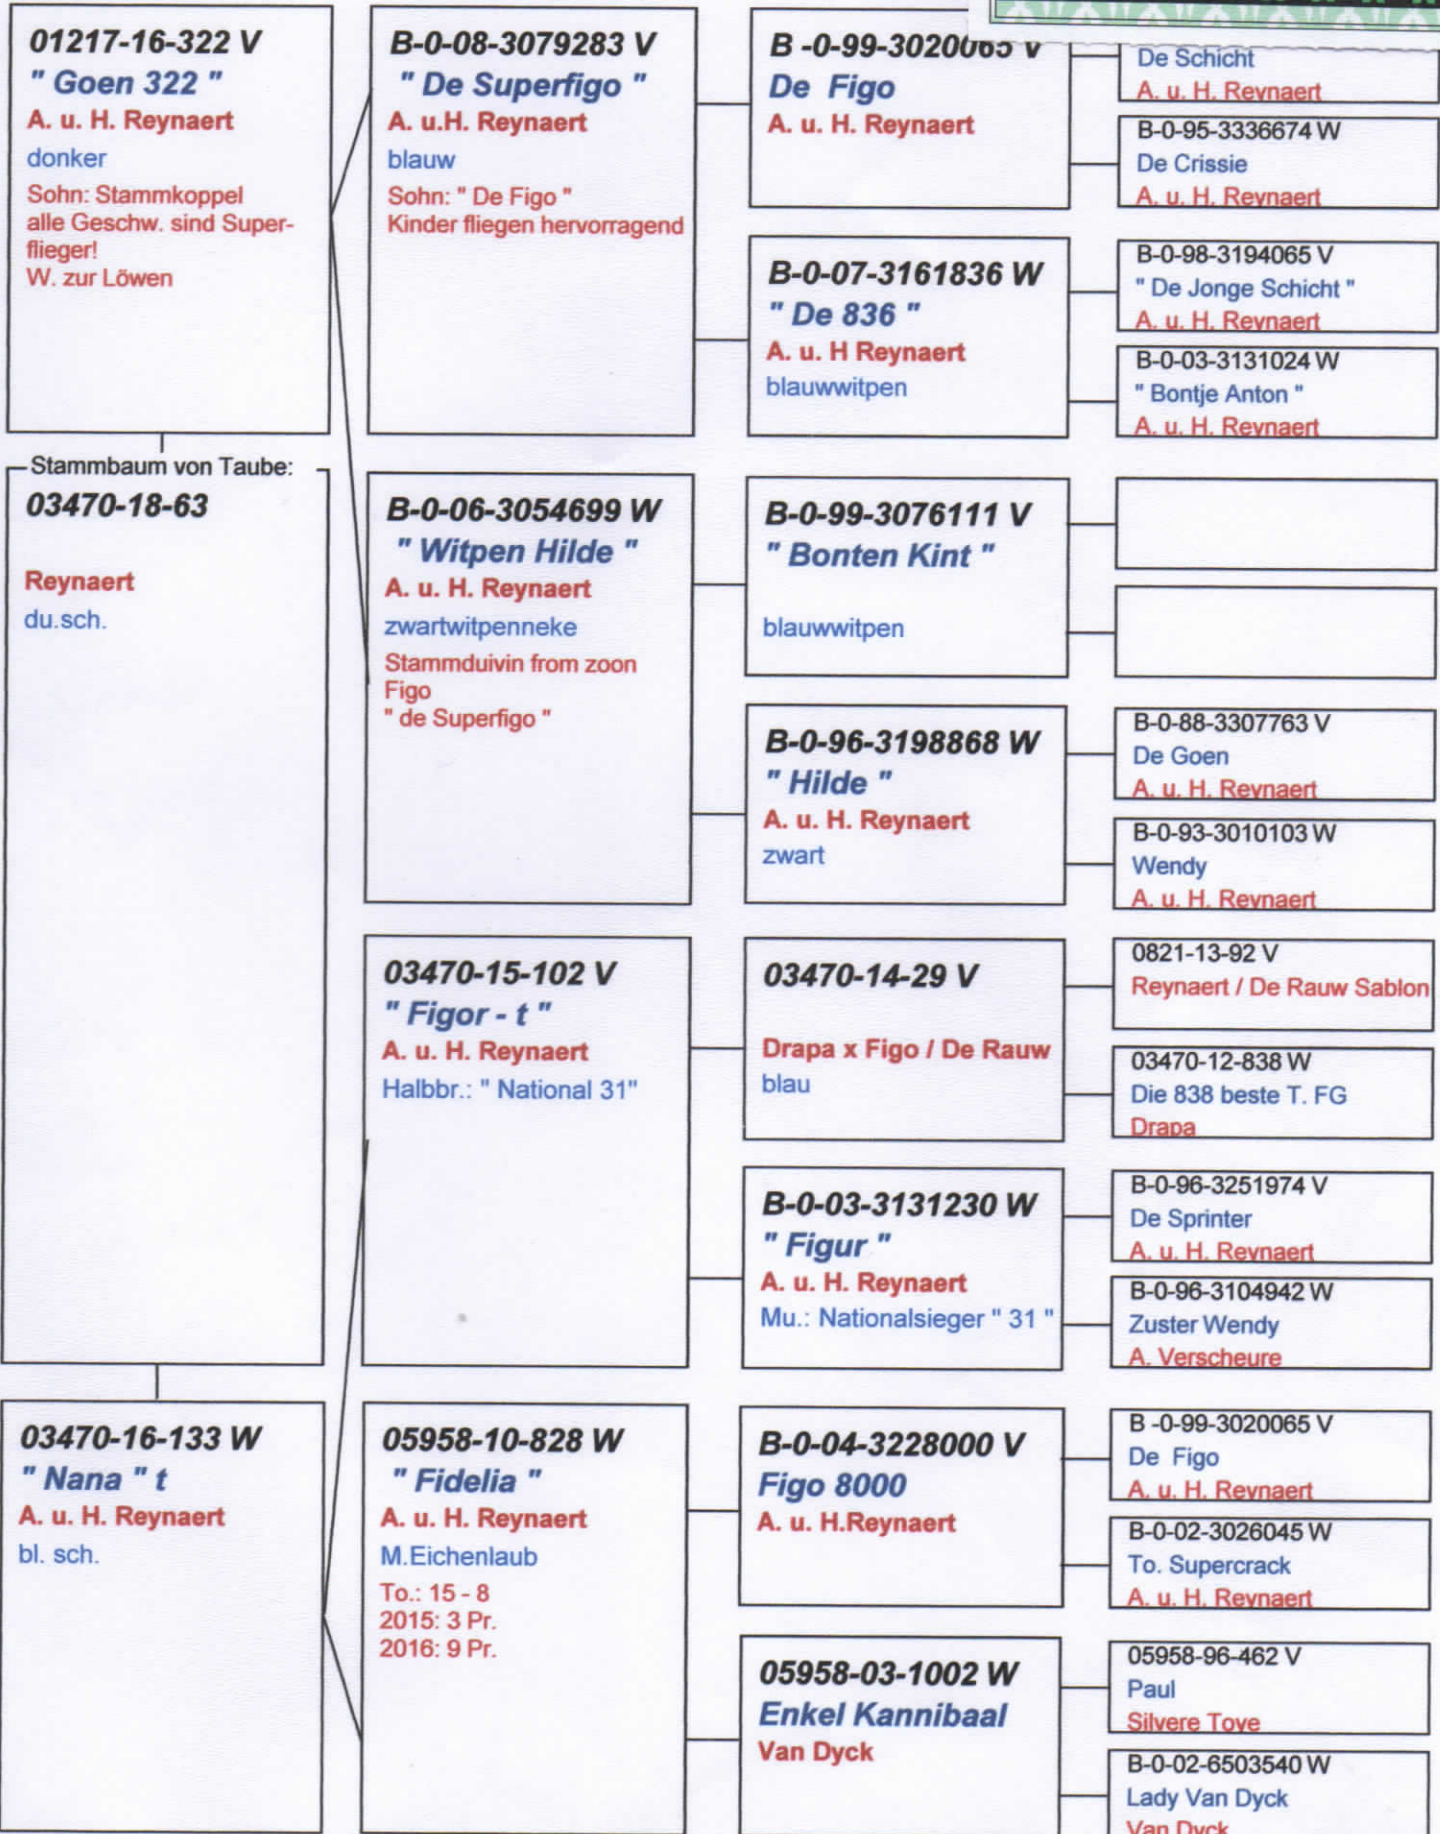 01217-16-322 V
" Goen 322 "
A. u. H. Reynaert
donker
Sohn: Stammkoppel
alle Geschw. sind Super-
flieger!
W. zur Löwen
Stammbaum von Taube:
03470-18-63
Reynaert
du.sch.
03470-16-133 W
" Nana " t
A. u. H. Reynaert
bl. sch.
B-0-08-3079283 V
" De Superfigo "
A. u.H. Reynaert
blauw
Sohn: " De Figo "
Kinder fliegen hervorragend
B-0-06-3054699 W
" Witpen Hilde "
A. u. H. Reynaert
zwartwitpenneke
Stammduivin from zoon
Figo
" de Superfigo "
03470-15-102 V
" Figor - t "
A. u. H. Reynaert
Halbbr.: " National 31"
05958-10-828 W
" Fidelia "
A. u. H. Reynaert
M.Eichenlaub
To.: 15 - 8
2015: 3 Pr.
2016: 9 Pr.
B -0-99-3020065 V
De Figo
A. u. H. Reynaert
B-0-07-3161836 W
" De 836 "
A. u. H Reynaert
blauwwitpen
B-0-99-3076111 V
" Bonten Kint "
blauwwitpen
B-0-96-3198868 W
" Hilde "
A. u. H. Reynaert
zwart
03470-14-29 V
Drapa x Figo / De Rauw
blau
B-0-03-3131230 W
" Figur "
A. u. H. Reynaert
Mu.: Nationalsieger " 31 "
B-0-04-3228000 V
Figo 8000
A. u. H.Reynaert
05958-03-1002 W
Enkel Kannibaal
Van Dyck
De Schicht
A. u. H. Reynaert
B-0-95-3336674 W
De Crissie
A. u. H. Reynaert
B-0-98-3194065 V
" De Jonge Schicht "
A. u. H. Reynaert
B-0-03-3131024 W
" Bontje Anton "
A. u. H. Reynaert
B-0-88-3307763 V
De Goen
A. u. H. Reynaert
B-0-93-3010103 W
Wendy
A. u. H. Reynaert
0821-13-92 V
Reynaert / De Rauw Sablon
03470-12-838 W
Die 838 beste T. FG
Drapa
B-0-96-3251974 V
De Sprinter
A. u. H. Reynaert
B-0-96-3104942 W
Zuster Wendy
A. Verscheure
B -0-99-3020065 V
De Figo
A. u. H. Reynaert
B-0-02-3026045 W
To. Supercrack
A. u. H. Reynaert
05958-96-462 V
Paul
Silvere Toye
B-0-02-6503540 W
Lady Van Dyck
Van Dyck